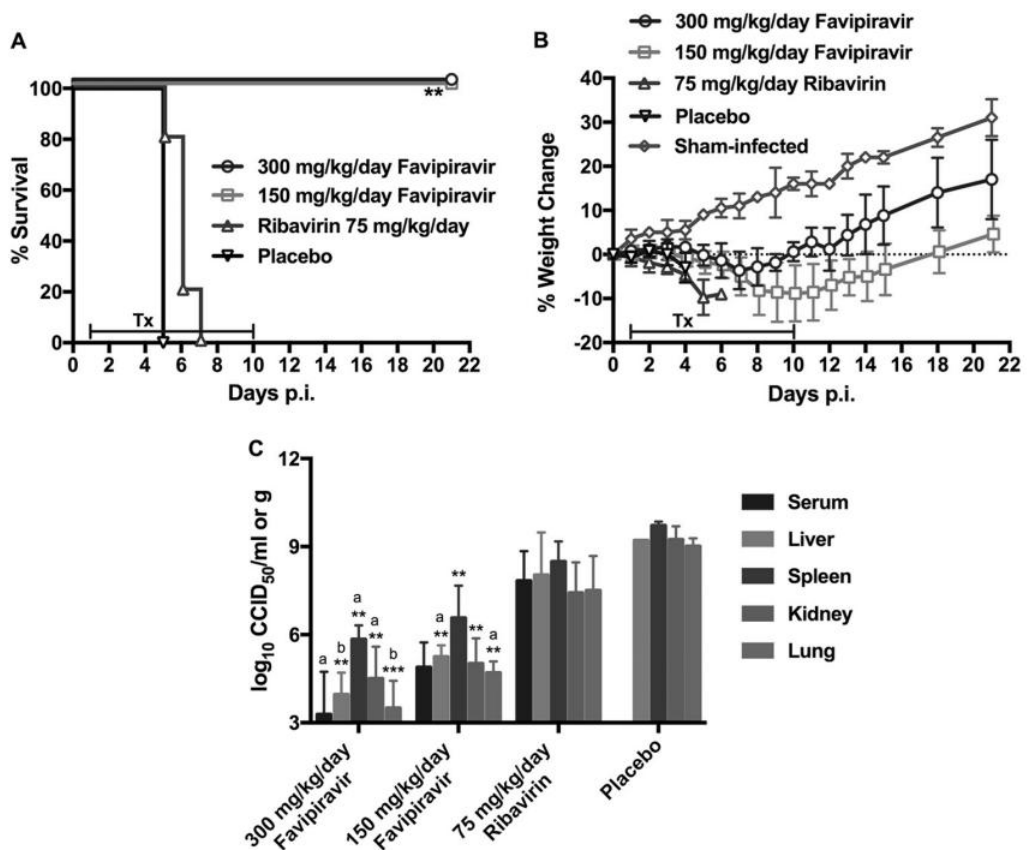 A
% Survival
100
80
60
40
20
0
**
300 mg/kg/day Favipiravir
150 mg/kg/day Favipiravir
Ribavirin 75 mg/kg/day
Placebo
Tx
0 2 4 6 8 10 12 14 16 18 20 22
Days p.i.
B
300 mg/kg/day Favipiravir
150 mg/kg/day Favipiravir
75 mg/kg/day Ribavirin
Placebo
Sham-infected
% Weight Change
40
30
20
10
0
-10
-20
Tx
0 2 4 6 8 10 12 14 16 18 20 22
Days p.i.
C
log10 CCID50/ml or g
12
9
6
3
a
b
**
a
**
a
**
b
***
a
**
**
**
a
**
Serum
Liver
Spleen
Kidney
Lung
300 mg/kg/day
Favipiravir
150 mg/kg/day
Favipiravir
75 mg/kg/day
Ribavirin
Placebo